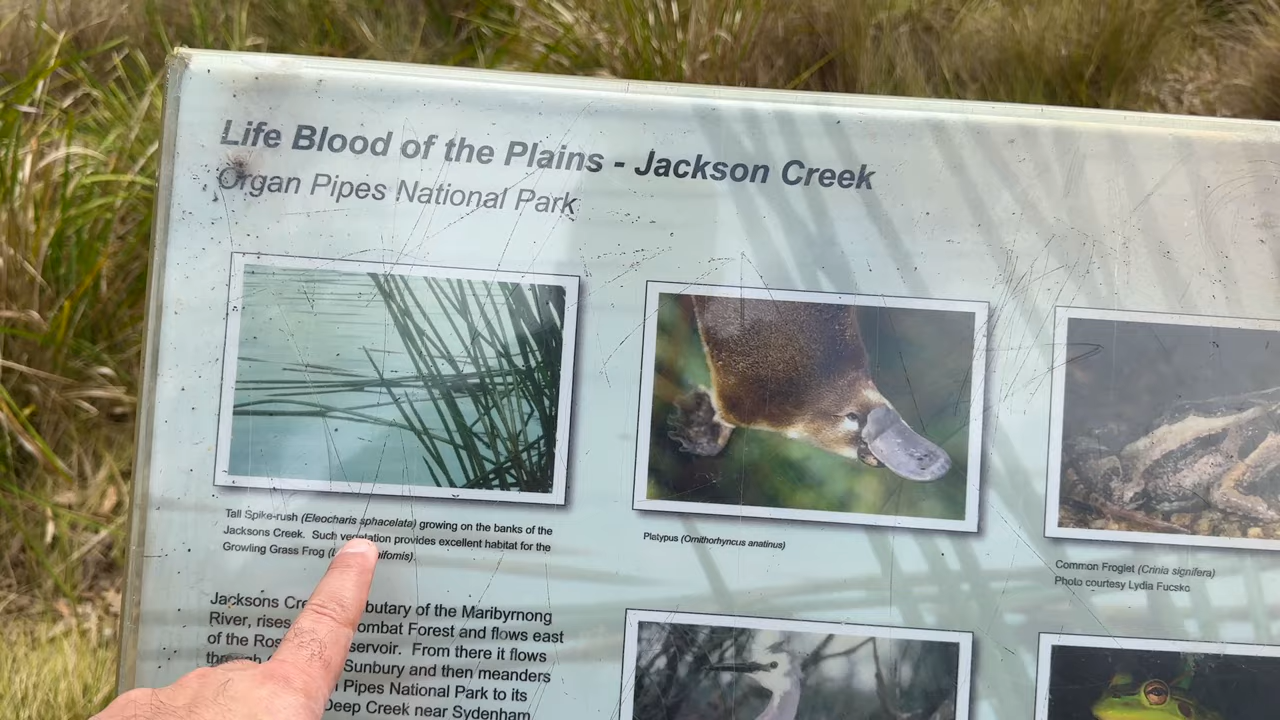 Life Blood of the Plains - Jackson Creek
Organ Pipes National Park
Tall Spike-rush (Eleocharis sphacelata) growing on the banks of the
Jacksons Creek. Such vegetation provides excellent habitat for the
Growling Grass Frog
Platypus (Ornithorhyncus anatinus)
Common Froglet (Crinia signifera)
Photo courtesy Lydia Fucsko
Jacksons butary of the Maribyrnong
River, rises ombat Forest and flows east
of the Ros servoir. From there it flows
through Sunbury and then meanders
Pipes National Park to its
Deep Creek near Sydenham